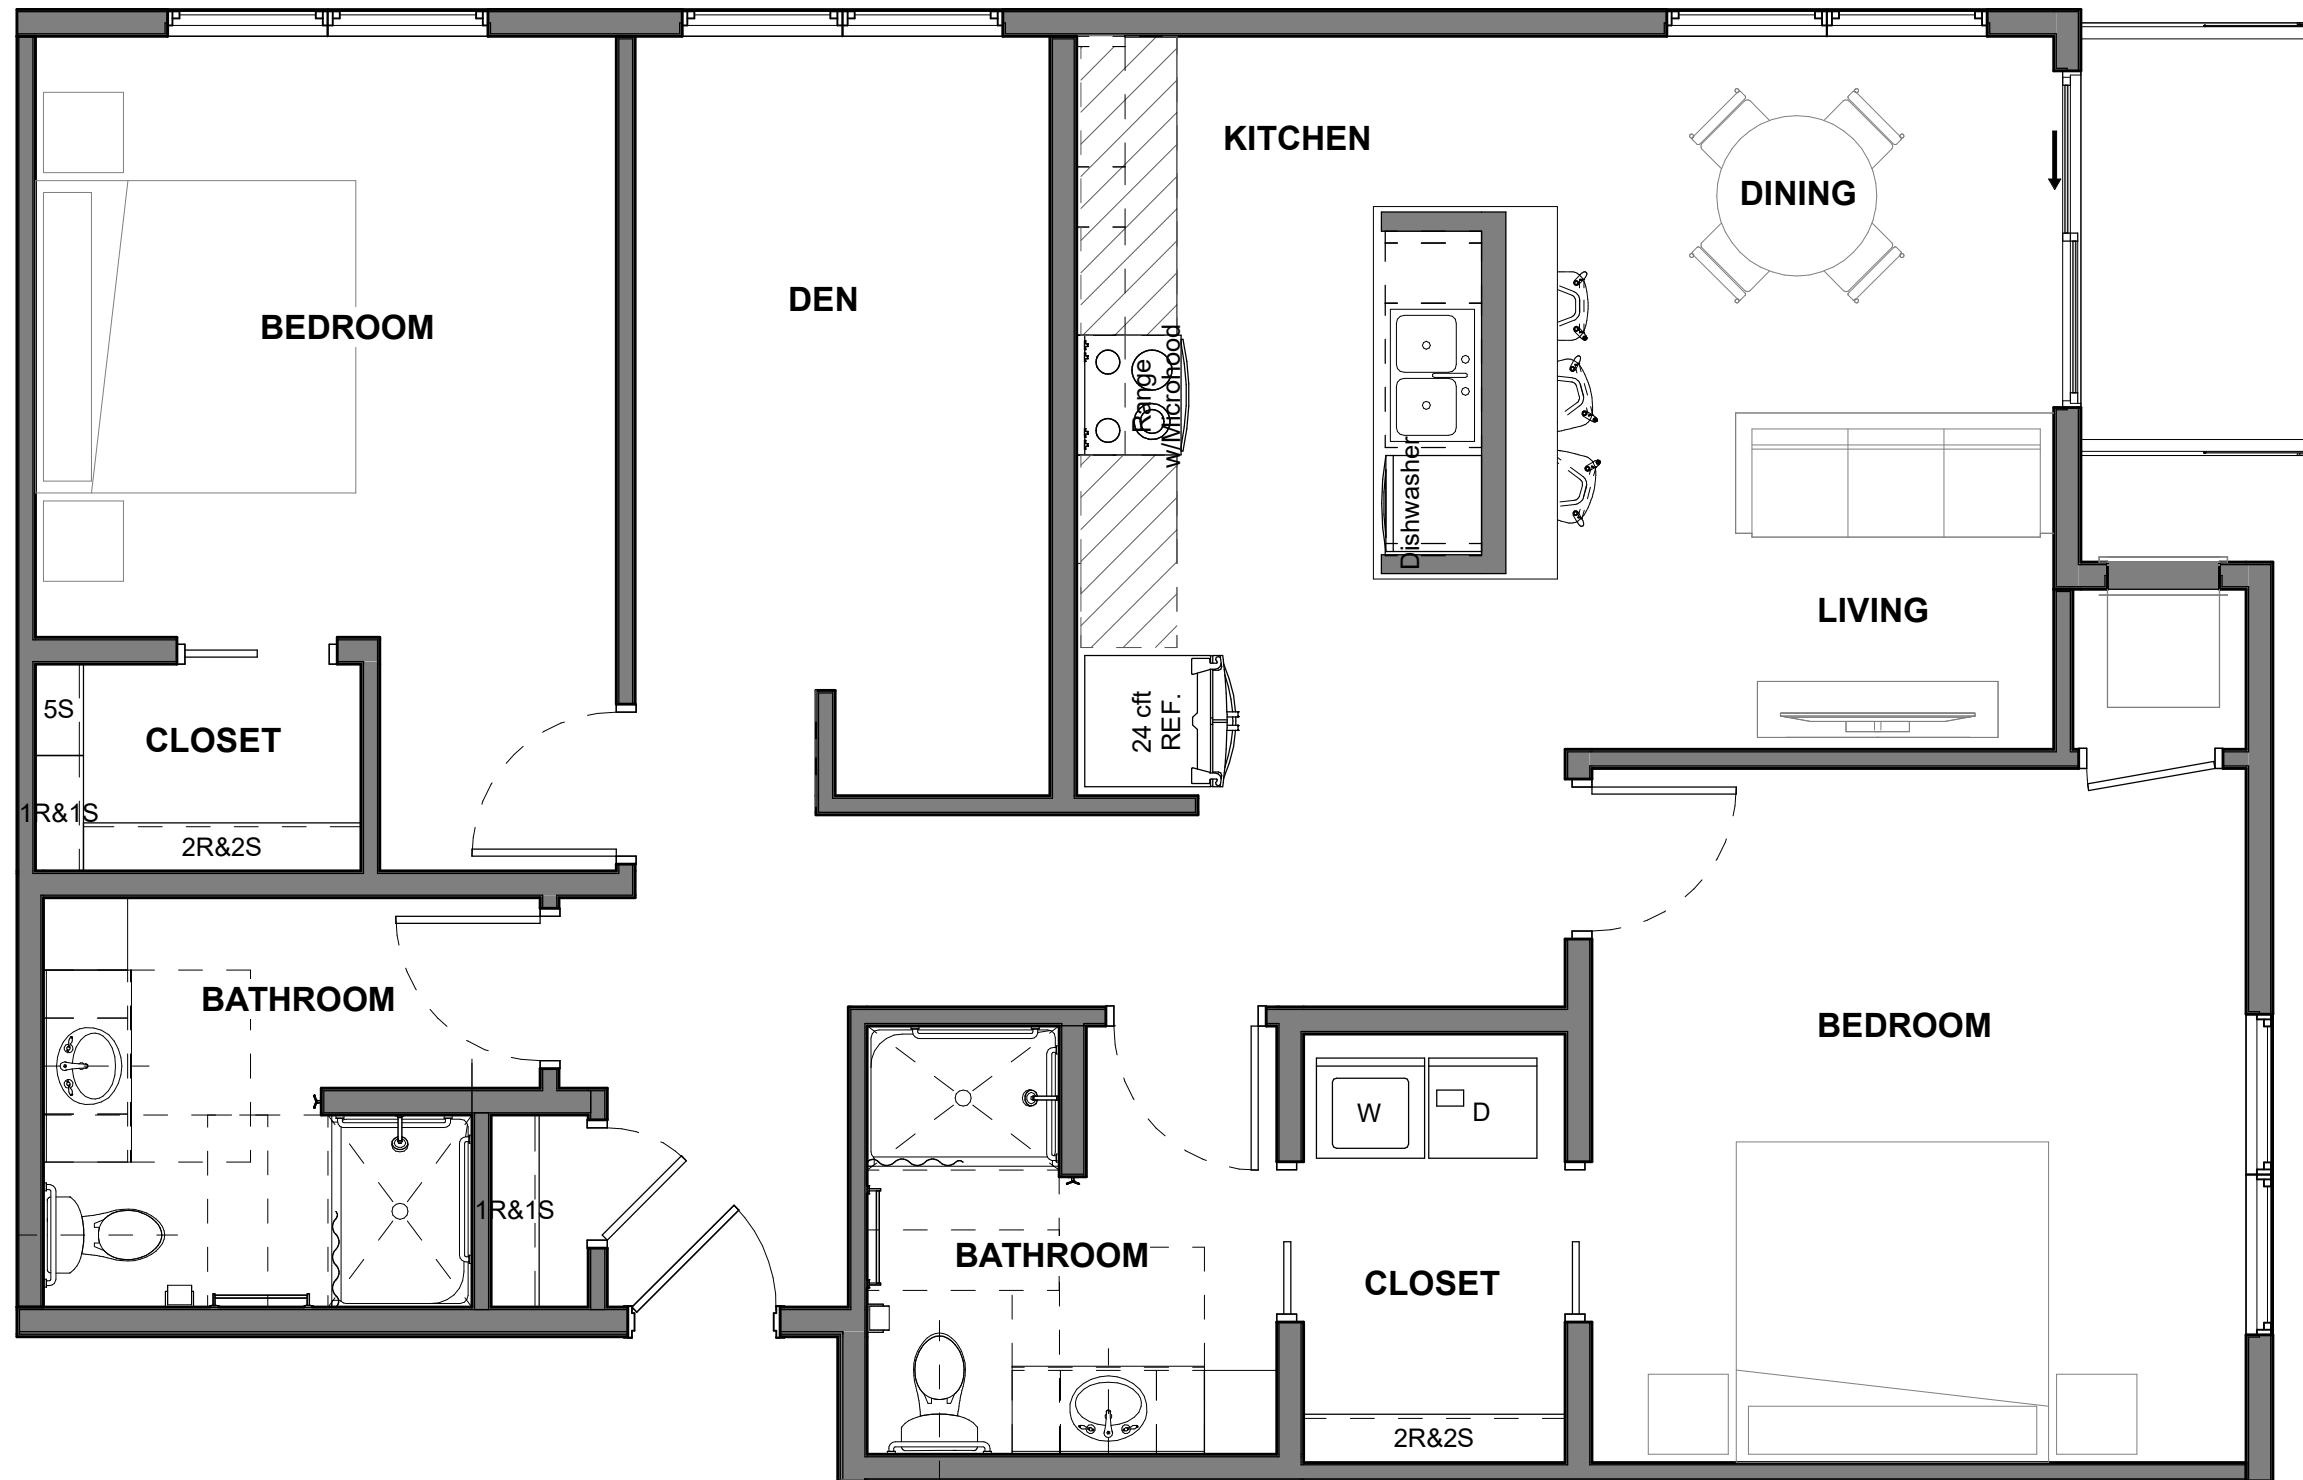 KITCHEN
DINING
DEN
BEDROOM
Range
w/Microhood
Dishwasher
LIVING
24 cft
REF.
5S
CLOSET
1R&1S
2R&2S
BATHROOM
BEDROOM
W
D
1R&1S
BATHROOM
CLOSET
2R&2S